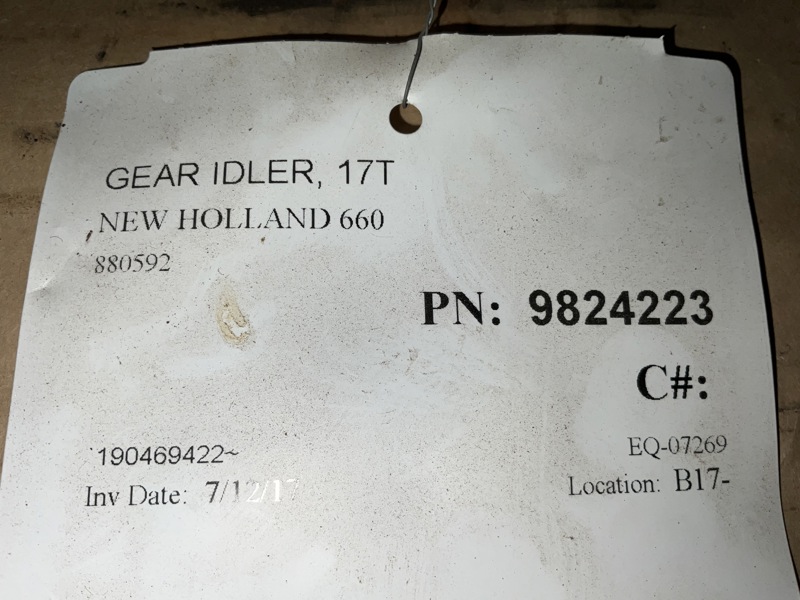 GEAR IDLER, 17T
NEW HOLLAND 660
880592
PN: 9824223
C#:
190469422~
EQ-07269
Inv Date: 7/12/17
Location: B17-